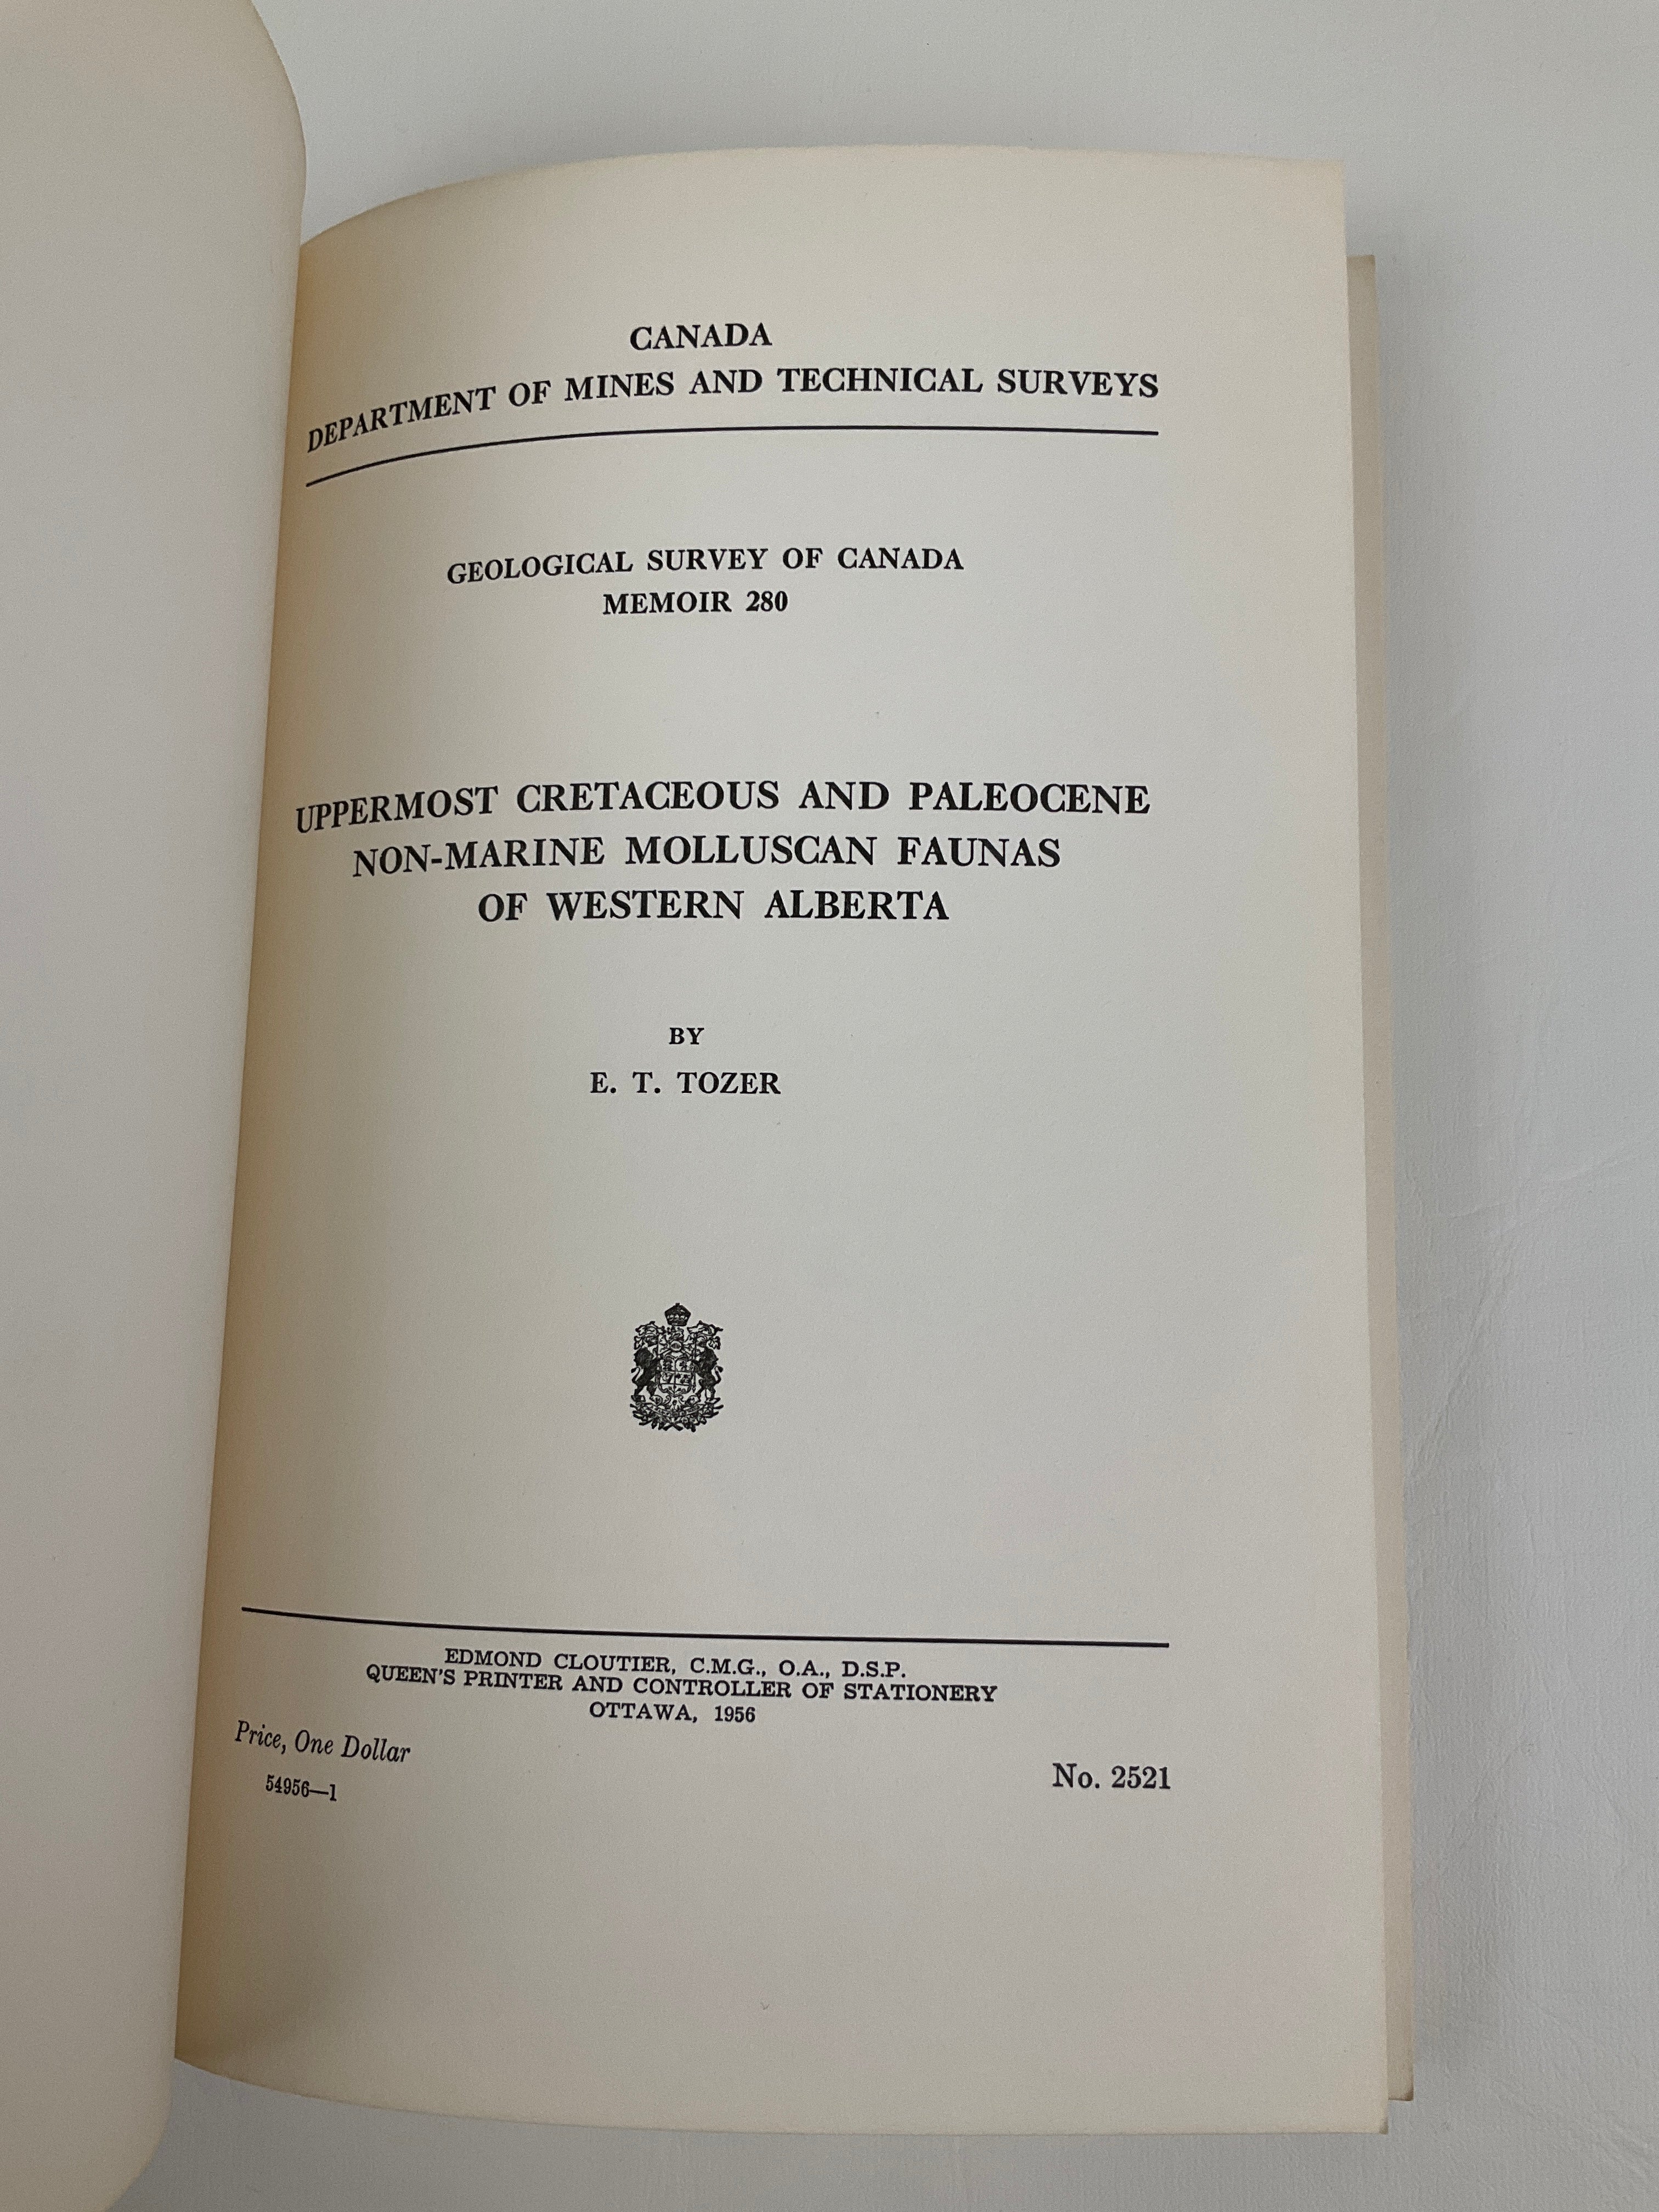 CANADA
DEPARTMENT OF MINES AND TECHNICAL SURVEYS
GEOLOGICAL SURVEY OF CANADA
MEMOIR 280
UPPERMOST CRETACEOUS AND PALEOCENE
NON-MARINE MOLLUSCAN FAUNAS
OF WESTERN ALBERTA
BY
E. T. TOZER
EDMOND CLOUTIER, C.M.G., O.A., D.S.P.
QUEEN'S PRINTER AND CONTROLLER OF STATIONERY
OTTAWA, 1956
Price, One Dollar
No. 2521
54956—1